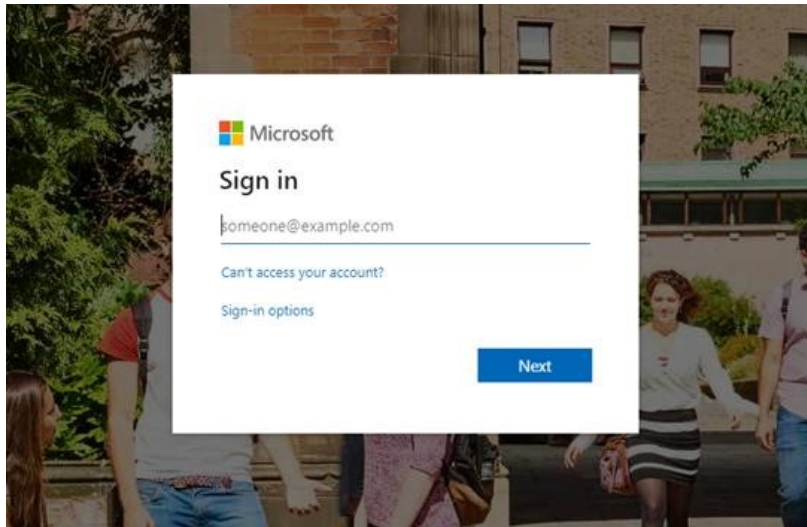 Microsoft
Sign in
someone@example.com
Can't access your account?
Sign-in options
Next